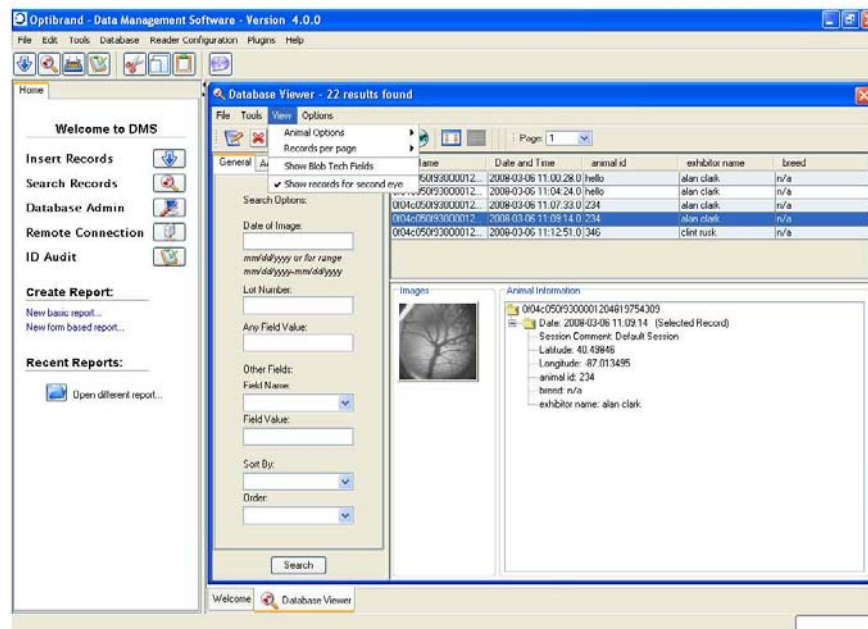 Optibrand - Data Management Software - Version 4.0.0
File Edit Tools Database Reader Configuration Plugins Help
Home
Welcome to DMS
Insert Records
Search Records
Database Admin
Remote Connection
ID Audit
Create Report:
New basic report...
New form based report...
Recent Reports:
Open different report...
Database Viewer - 22 results found
File Tools View Options
Animal Options
Records per page
Show Blob Tech Fields
Show records for second eye
Page: 1
General
Search Options:
Date of Image:
mm/dd/yyyy or for range
mm/dd/yyyy-mm/dd/yyyy
Lot Number:
Any Field Value:
Other Fields:
Field Name:
Field Value:
Sort By:
Order:
Search
Date and Time animal id exhibitor name breed
2008-03-06 11.00.28.0 hello alan clark n/a
2008-03-06 11:04:24.0 hello alan clark n/a
0f04c050f93000012... 2008-03-06 11.07.33.0 234 alan clark n/a
0f04c050f93000012... 2008-03-06 11:09:14.0 234 alan clark n/a
0f04c050f93000012... 2008-03-06 11:12:51.0 346 clint rusk n/a
Images
Animal Information
0f04c050f9300001204819754309
Date: 2008-03-06 11.09.14 (Selected Record)
Session Comment: Default Session
Latitude: 40.49846
Longitude: -87.013495
animal id: 234
breed: n/a
exhibitor name: alan clark
Welcome Database Viewer